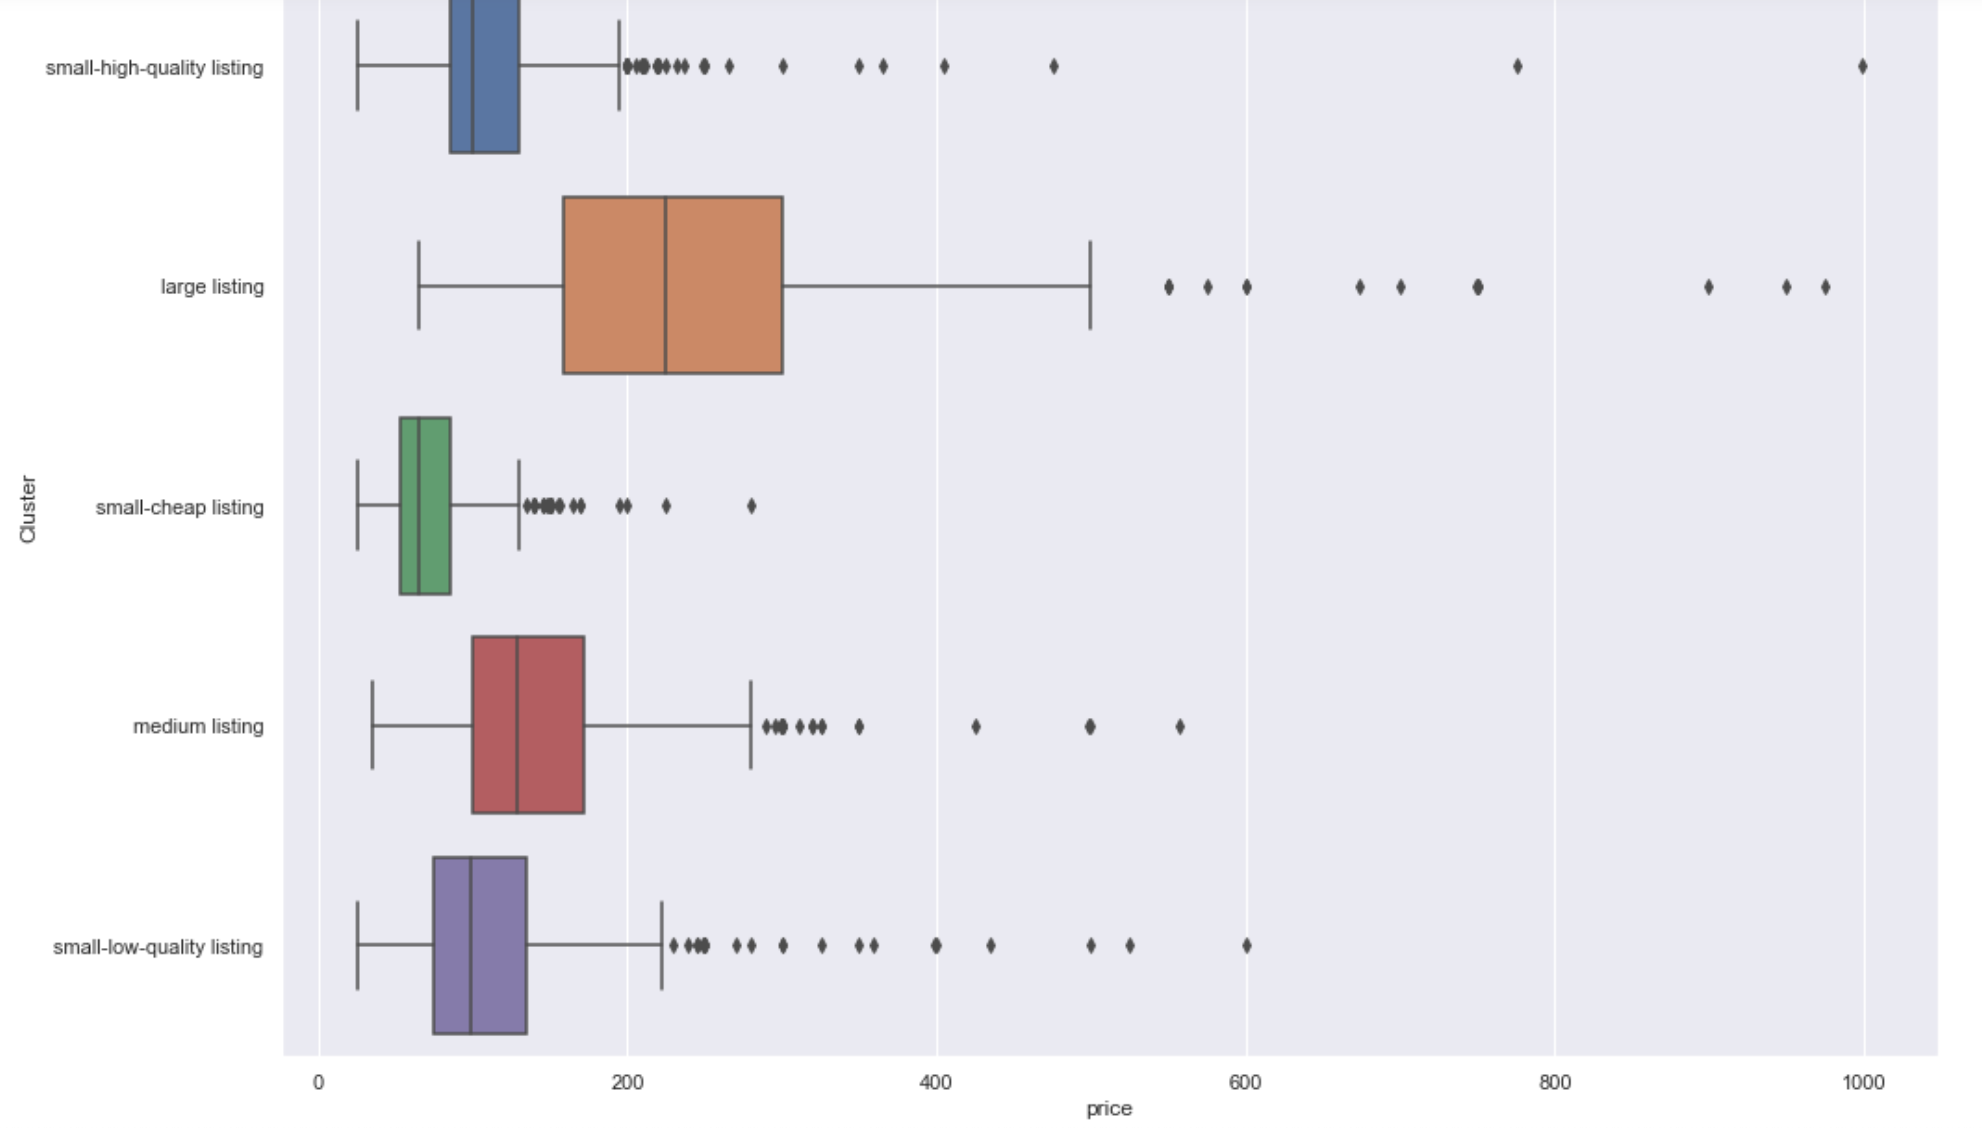 small-high-quality listing
large listing
small-cheap listing
medium listing
small-low-quality listing
Cluster
0 200 400 600 800 1000
price